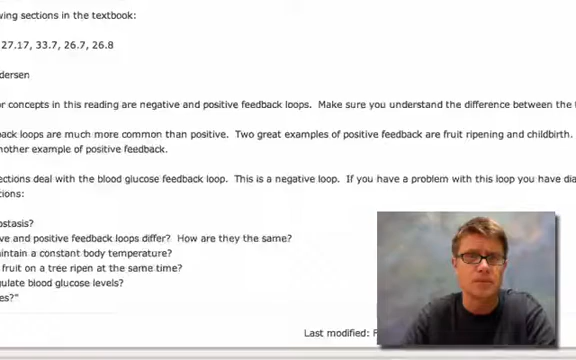 wing sections in the textbook:
27.17, 33.7, 26.7, 26.8
dersen
or concepts in this reading are negative and positive feedback loops. Make sure you understand the difference between the t
back loops are much more common than positive. Two great examples of positive feedback are fruit ripening and childbirth.
nother example of positive feedback.
ections deal with the blood glucose feedback loop. This is a negative loop. If you have a problem with this loop you have dia
tions:
ostasis?
ve and positive feedback loops differ? How are they the same?
aintain a constant body temperature?
fruit on a tree ripen at the same time?
gulate blood glucose levels?
es?"
Last modified: F